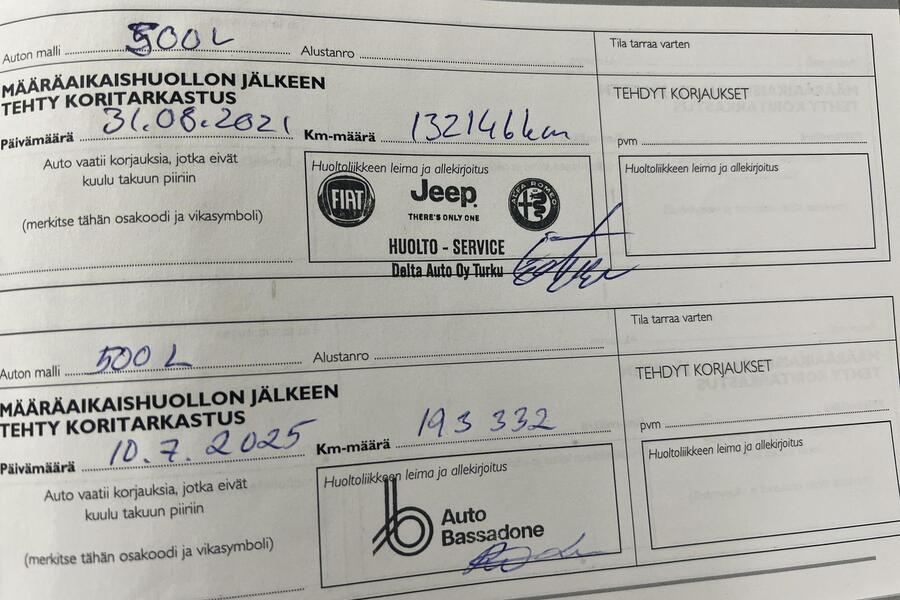 Auton malli 500L Alustanro
MÄÄRÄAIKAISHUOLLON JÄLKEEN
TEHTY KORITARKASTUS
Päivämäärä 31.08.2021 Km-määrä 132146km
Auto vaatii korjauksia, jotka eivät
kuulu takuun piiriin
(merkitse tähän osakoodi ja vikasymboli)
Huoltoliikkeen leima ja allekirjoitus
FIAT
Jeep
THERE'S ONLY ONE
ALFA ROMEO
HUOLTO - SERVICE
Delta Auto Oy Turku
Tila tarraa varten
TEHDYT KORJAUKSET
pvm
Huoltoliikkeen leima ja allekirjoitus
Auton malli 500L Alustanro
MÄÄRÄAIKAISHUOLLON JÄLKEEN
TEHTY KORITARKASTUS
Päivämäärä 10.7.2025 Km-määrä 193 332
Auto vaatii korjauksia, jotka eivät
kuulu takuun piiriin
(merkitse tähän osakoodi ja vikasymboli)
Huoltoliikkeen leima ja allekirjoitus
Auto
Bassadone
Tila tarraa varten
TEHDYT KORJAUKSET
pvm
Huoltoliikkeen leima ja allekirjoitus